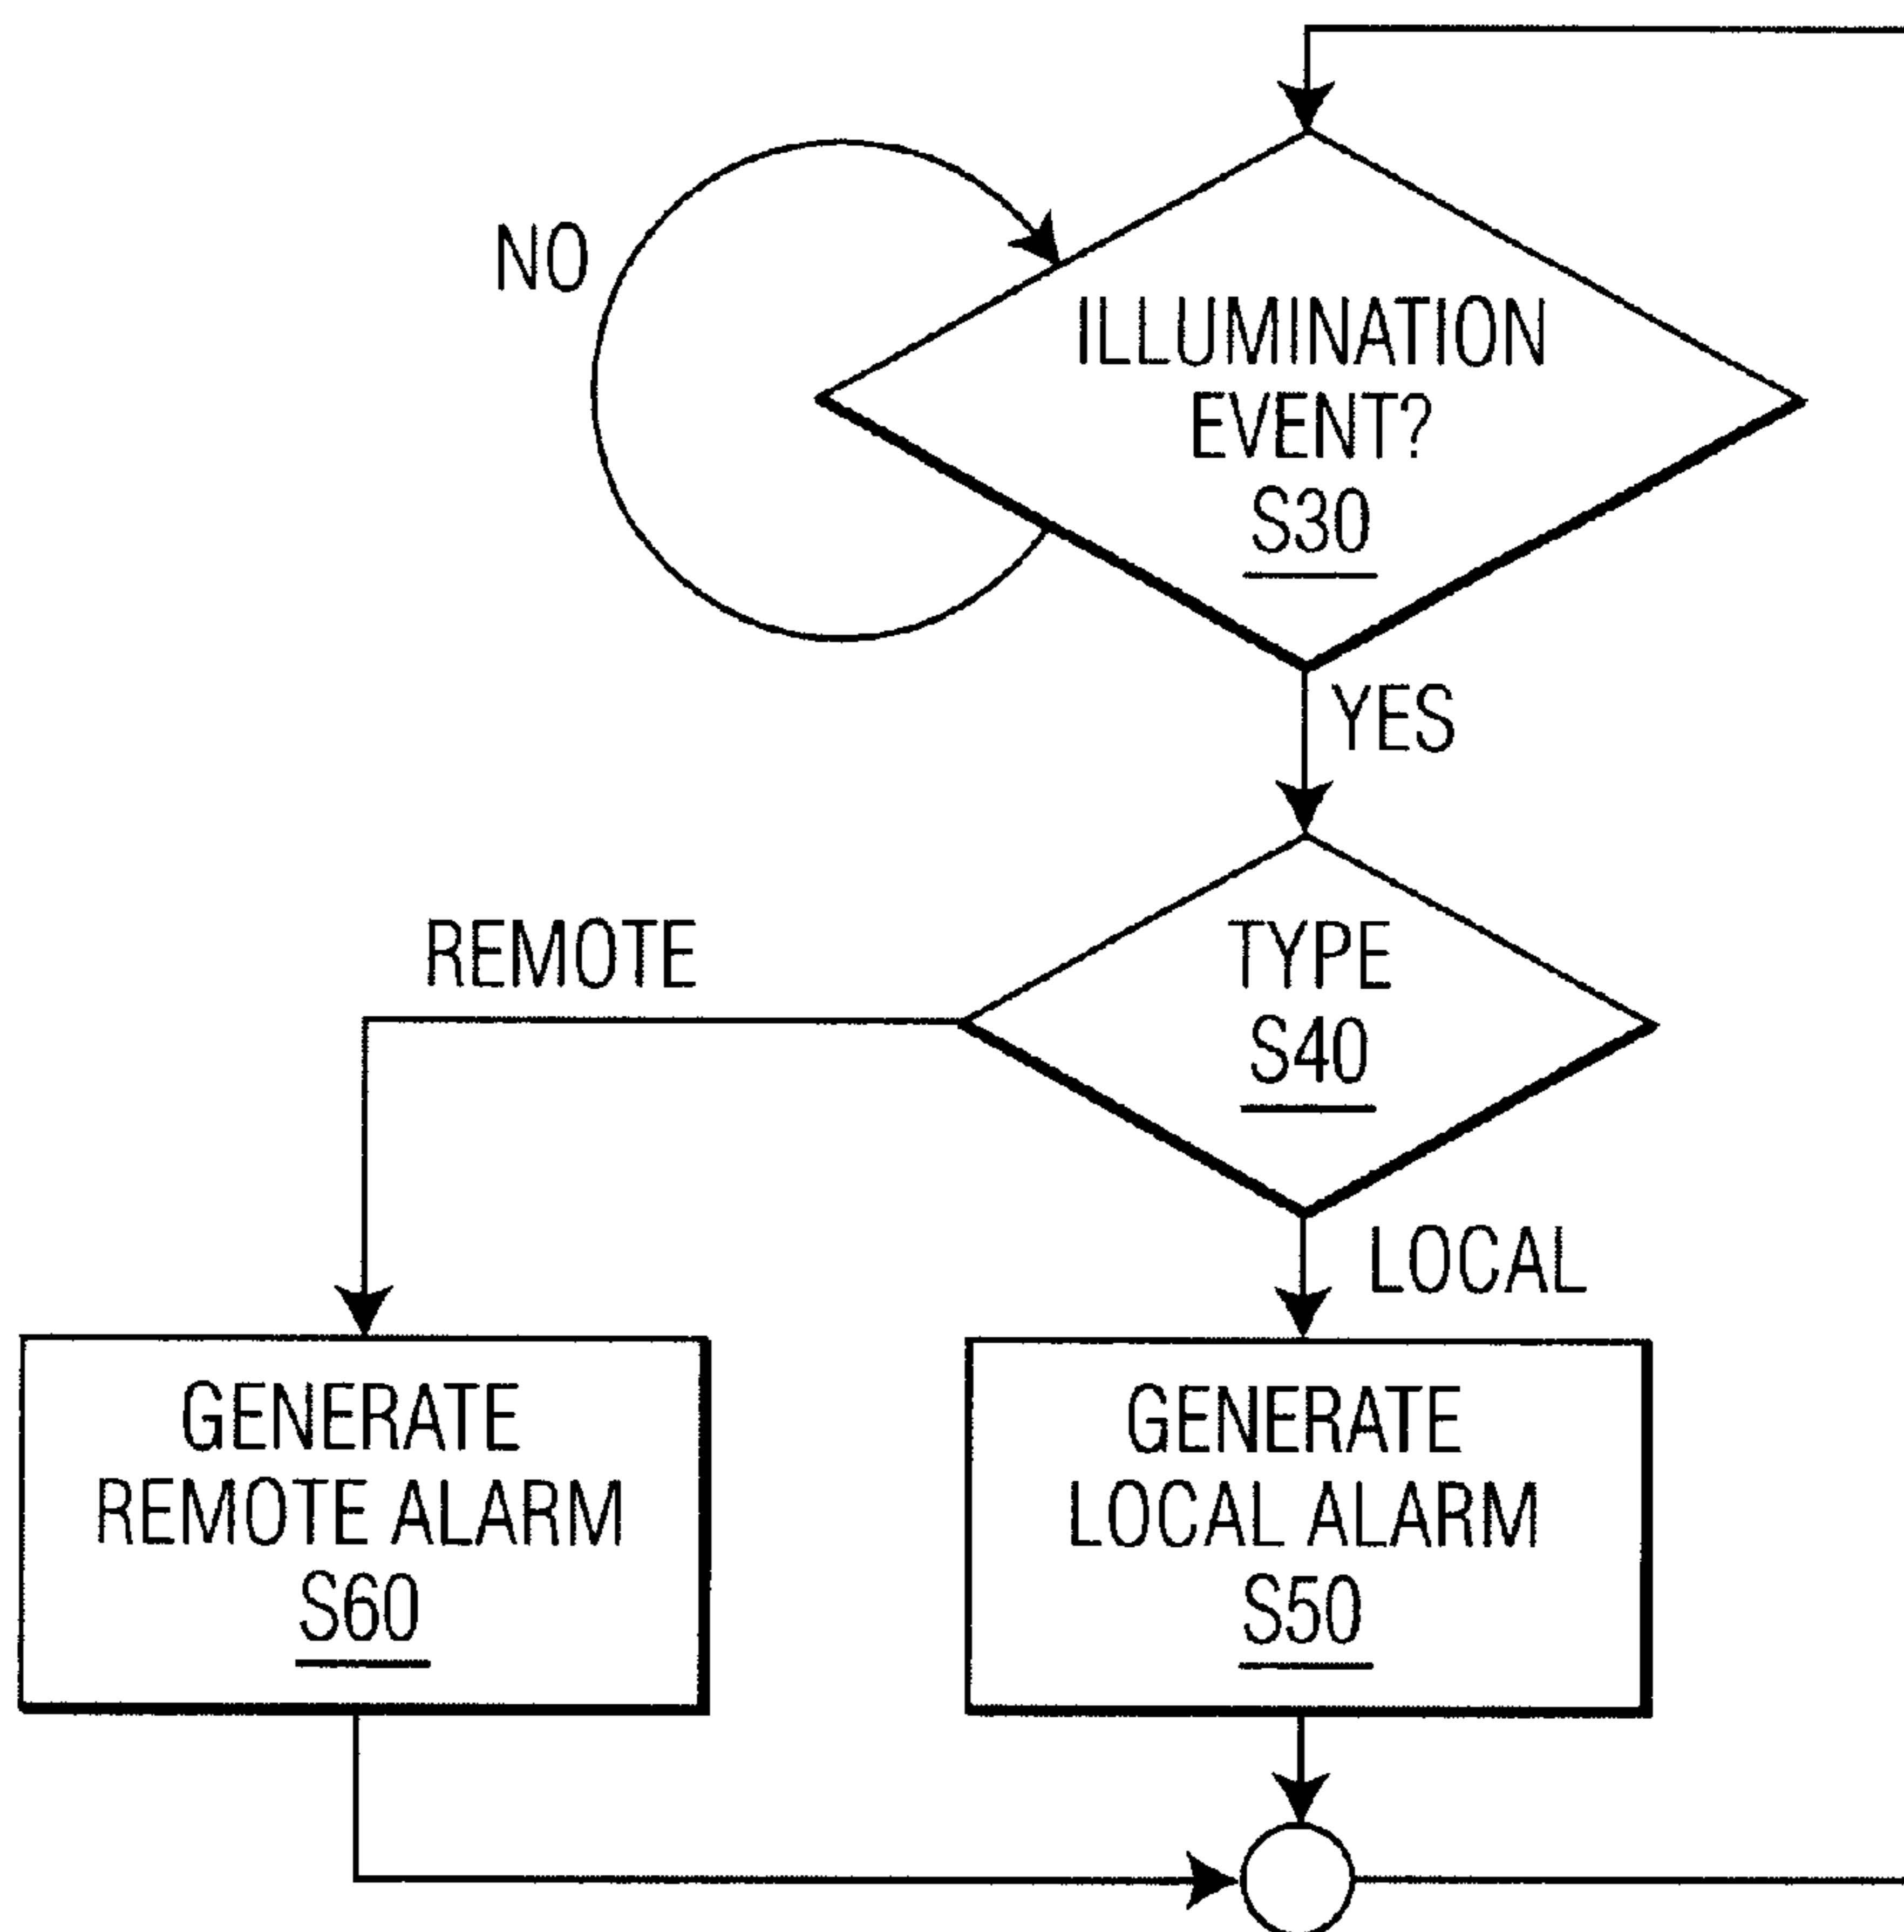 NO
ILLUMINATION
EVENT?
S30
YES
REMOTE
TYPE
S40
LOCAL
GENERATE
REMOTE ALARM
S60
GENERATE
LOCAL ALARM
S50